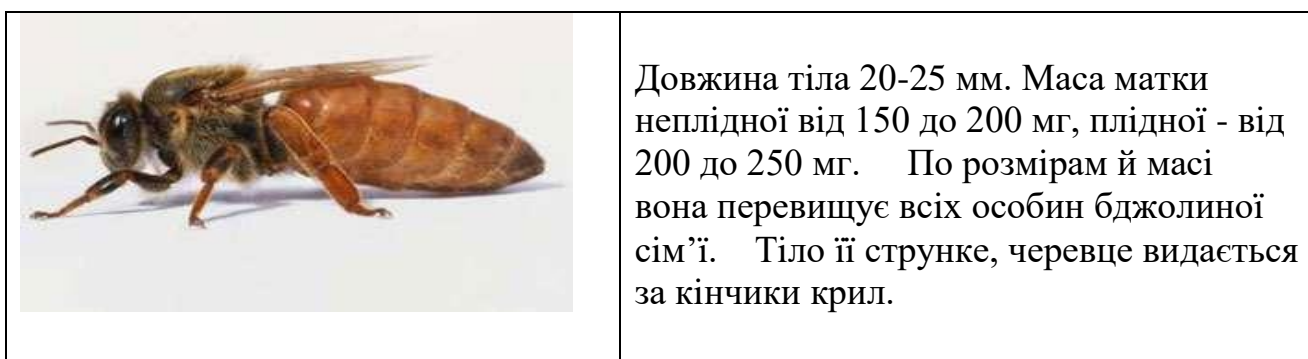 Довжина тіла 20-25 мм. Маса матки
неплідної від 150 до 200 мг, плідної - від
200 до 250 мг. По розмірам й масі
вона перевищує всіх особин бджолиної
сім’ї. Тіло її струнке, черевце видається
за кінчики крил.